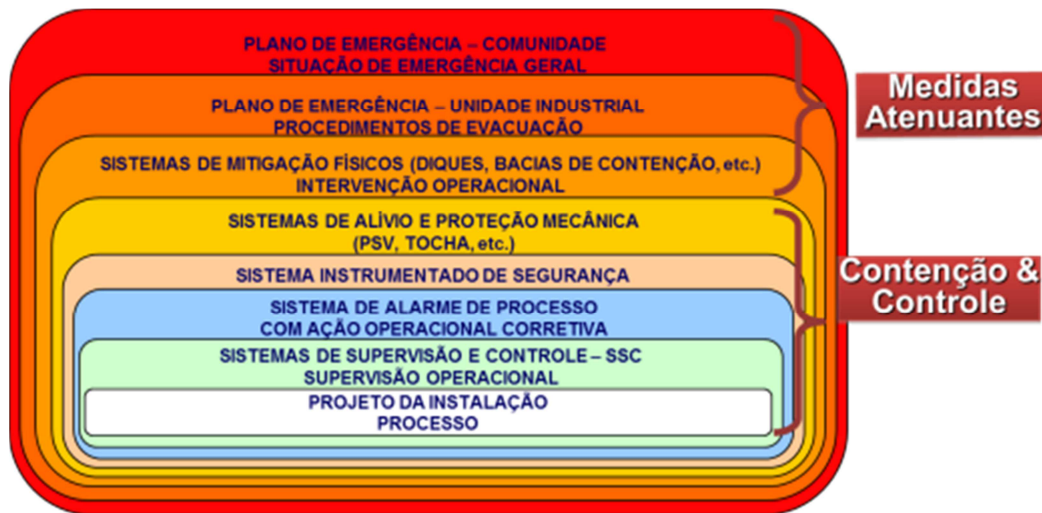 PLANO DE EMERGÊNCIA – COMUNIDADE
SITUAÇÃO DE EMERGÊNCIA GERAL
PLANO DE EMERGÊNCIA – UNIDADE INDUSTRIAL
PROCEDIMENTOS DE EVACUAÇÃO
SISTEMAS DE MITIGAÇÃO FÍSICOS (DIQUES, BACIAS DE CONTENÇÃO, etc.)
INTERVENÇÃO OPERACIONAL
SISTEMAS DE ALÍVIO E PROTEÇÃO MECÂNICA
(PSV, TOCHA, etc.)
SISTEMA INSTRUMENTADO DE SEGURANÇA
SISTEMA DE ALARME DE PROCESSO
COM AÇÃO OPERACIONAL CORRETIVA
SISTEMAS DE SUPERVISÃO E CONTROLE – SSC
SUPERVISÃO OPERACIONAL
PROJETO DA INSTALAÇÃO
PROCESSO
Medidas
Atenuantes
Contenção &
Controle